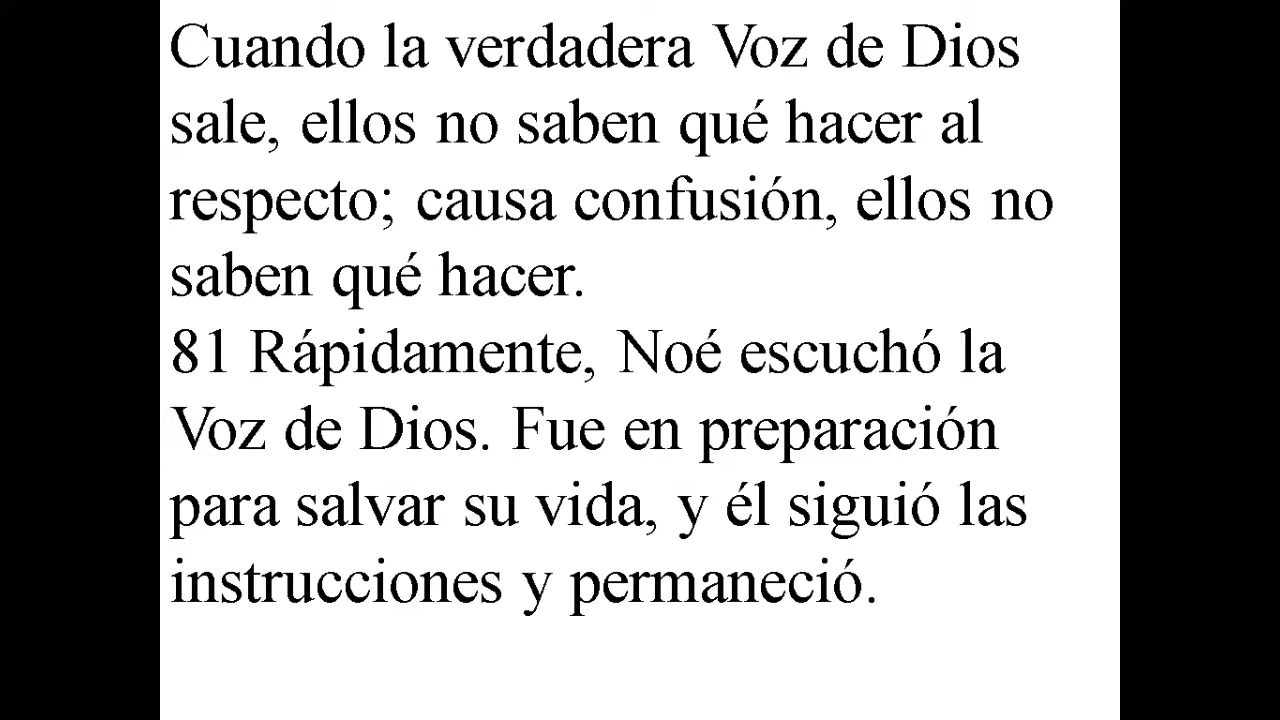 Cuando la verdadera Voz de Dios
sale, ellos no saben qué hacer al
respecto; causa confusión, ellos no
saben qué hacer.
81 Rápidamente, Noé escuchó la
Voz de Dios. Fue en preparación
para salvar su vida, y él siguió las
instrucciones y permaneció.